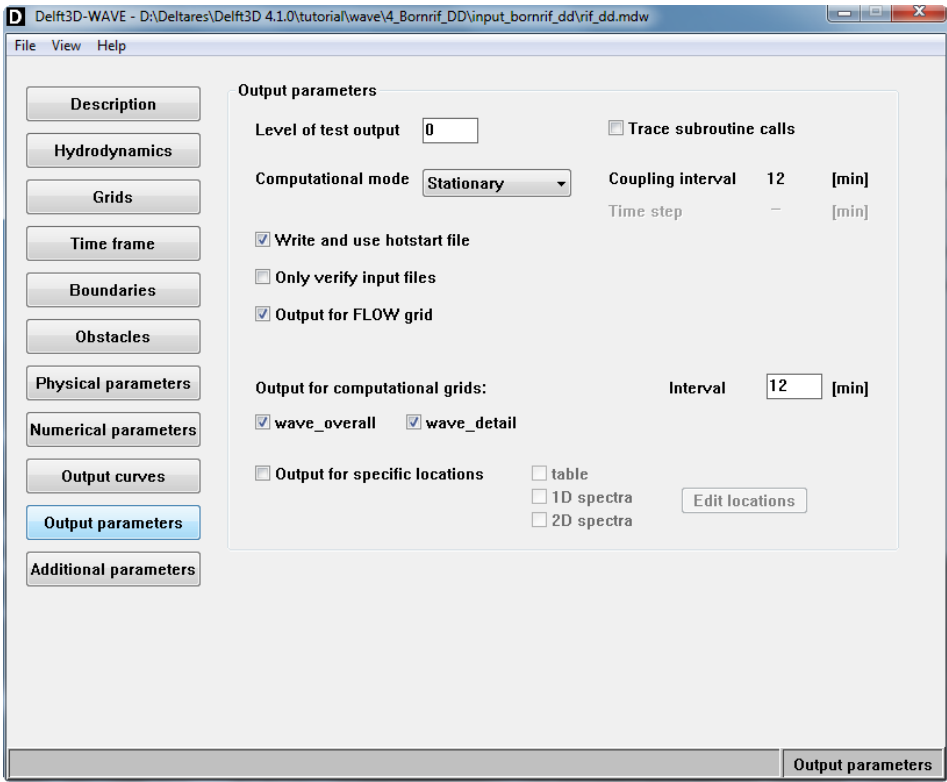 D Delft3D-WAVE - D:\Deltares\Delft3D 4.1.0\tutorial\wave\4_Bornrif_DD\input_bornrif_dd\rif_dd.mdw
File View Help
Description
Hydrodynamics
Grids
Time frame
Boundaries
Obstacles
Physical parameters
Numerical parameters
Output curves
Output parameters
Additional parameters
Output parameters
Level of test output 0 Trace subroutine calls
Computational mode Stationary Coupling interval 12 [min]
Time step – [min]
Write and use hotstart file
Only verify input files
Output for FLOW grid
Output for computational grids: Interval 12 [min]
wave_overall wave_detail
Output for specific locations table
1D spectra Edit locations
2D spectra
Output parameters